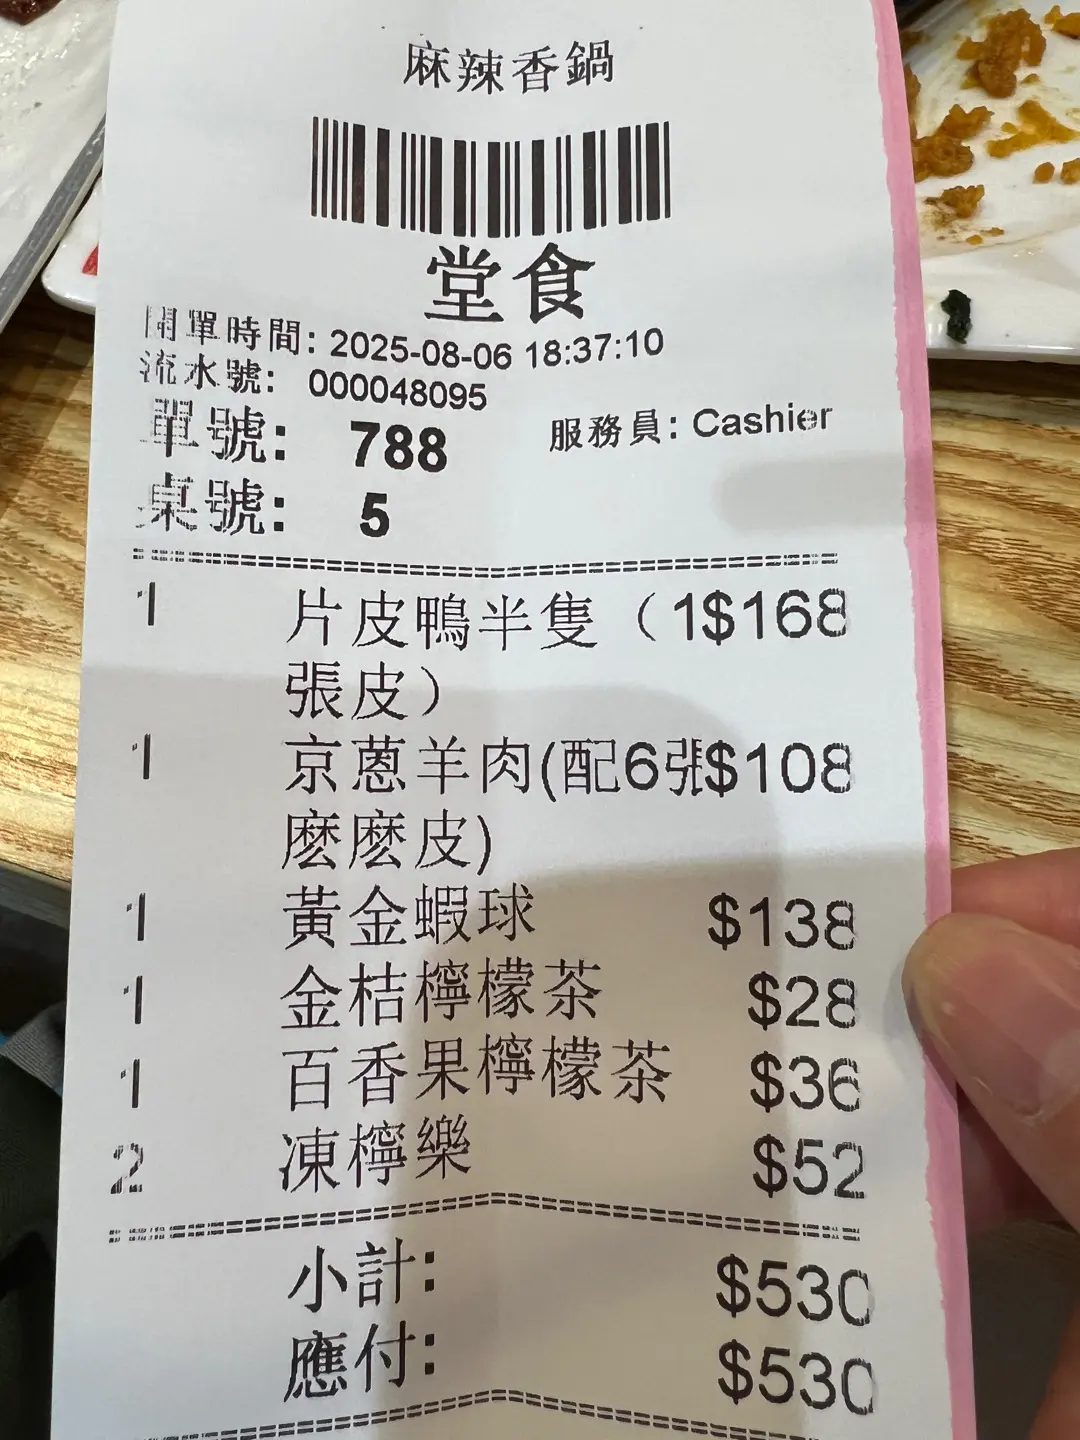 麻辣香鍋
堂食
開單時間: 2025-08-06 18:37:10
流水號: 000048095
單號: 788 服務員: Cashier
桌號: 5
1 片皮鴨半隻（1$168
張皮）
1 京蔥羊肉(配6張$108
麽麽皮)
1 黃金蝦球 $138
1 金桔檸檬茶 $28
1 百香果檸檬茶 $36
2 凍檸樂 $52
小計: $530
應付: $530